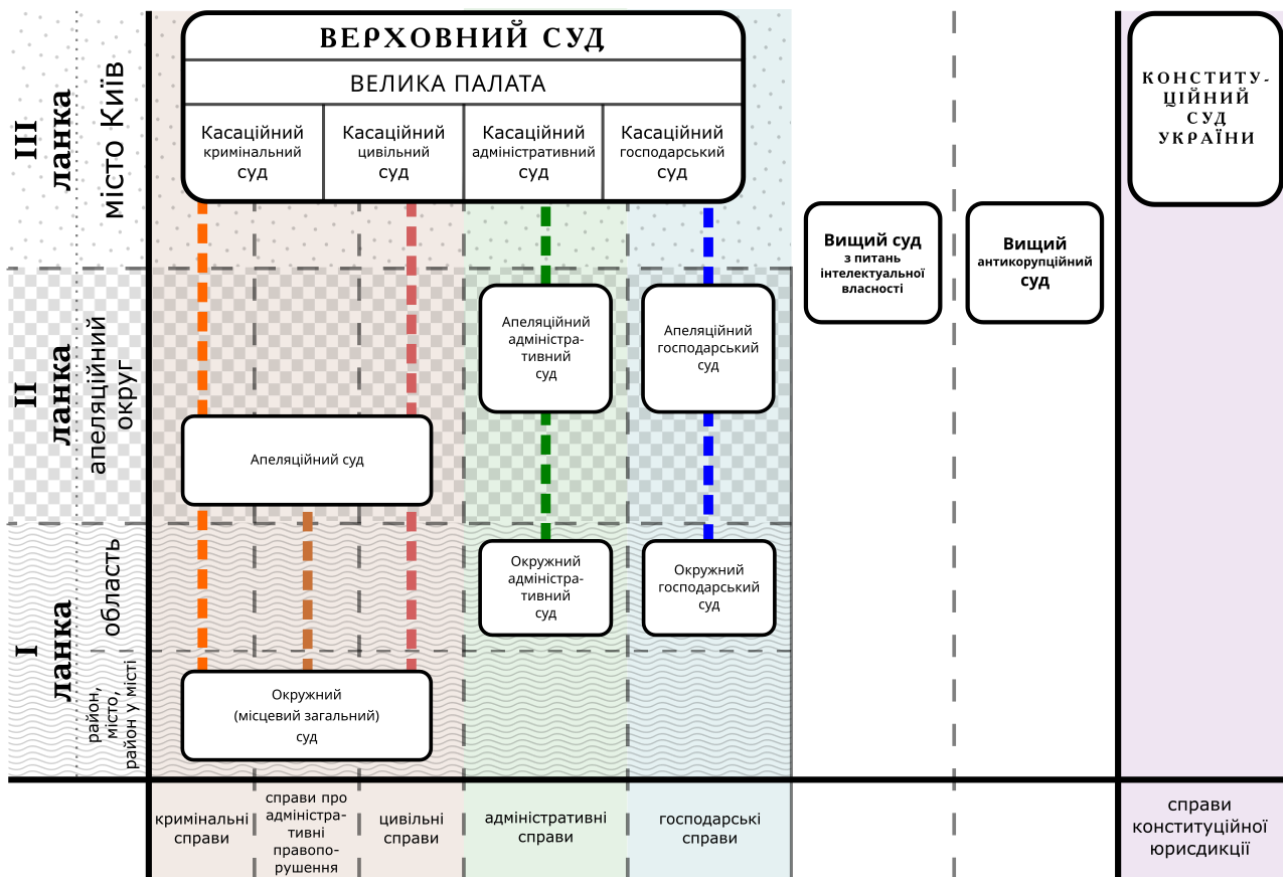 ВЕРХОВНИЙ СУД
ВЕЛИКА ПАЛАТА
Касаційний
кримінальний
суд
Касаційний
цивільний
суд
Касаційний
адміністративний
суд
Касаційний
господарський
суд
КОНСТИТУ-
ЦІЙНИЙ
СУД
УКРАЇНИ
III
ланка
місто Київ
Вищий суд
з питань
інтелектуальної
власності
Вищий
антикорупційний
суд
II
ланка
апеляційний
округ
Апеляційний суд
Апеляційний
адміністра-
тивний
суд
Апеляційний
господарський
суд
I
ланка
область
район,
місто,
район у місті
Окружний
адміністра-
тивний
суд
Окружний
господарський
суд
Окружний
(місцевий загальний)
суд
кримінальні
справи
справи про
адміністра-
тивні
правопо-
рушення
цивільні
справи
адміністративні
справи
господарські
справи
справи
конституційної
юрисдикції